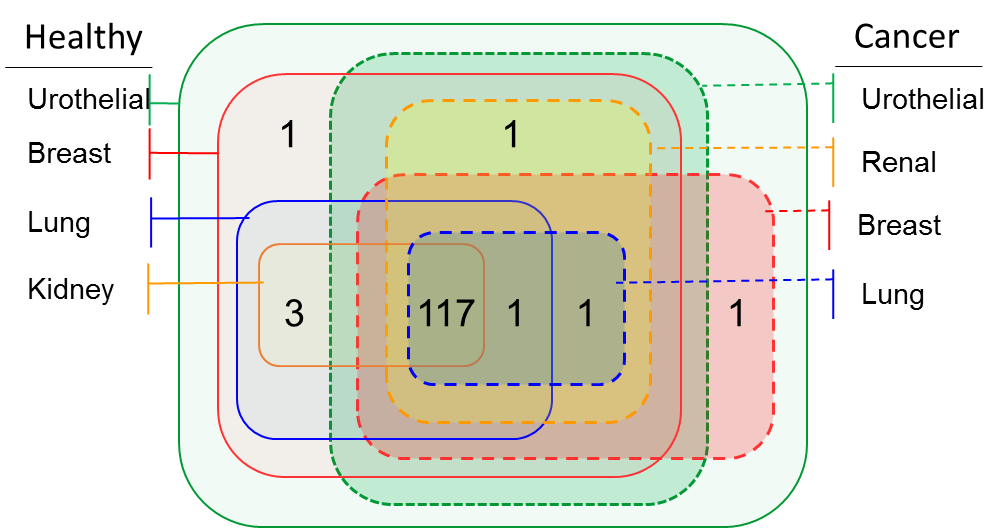 Healthy
Cancer
Urothelial
Urothelial
1
1
Breast
Renal
Lung
Breast
Kidney
Lung
3
117
1
1
1